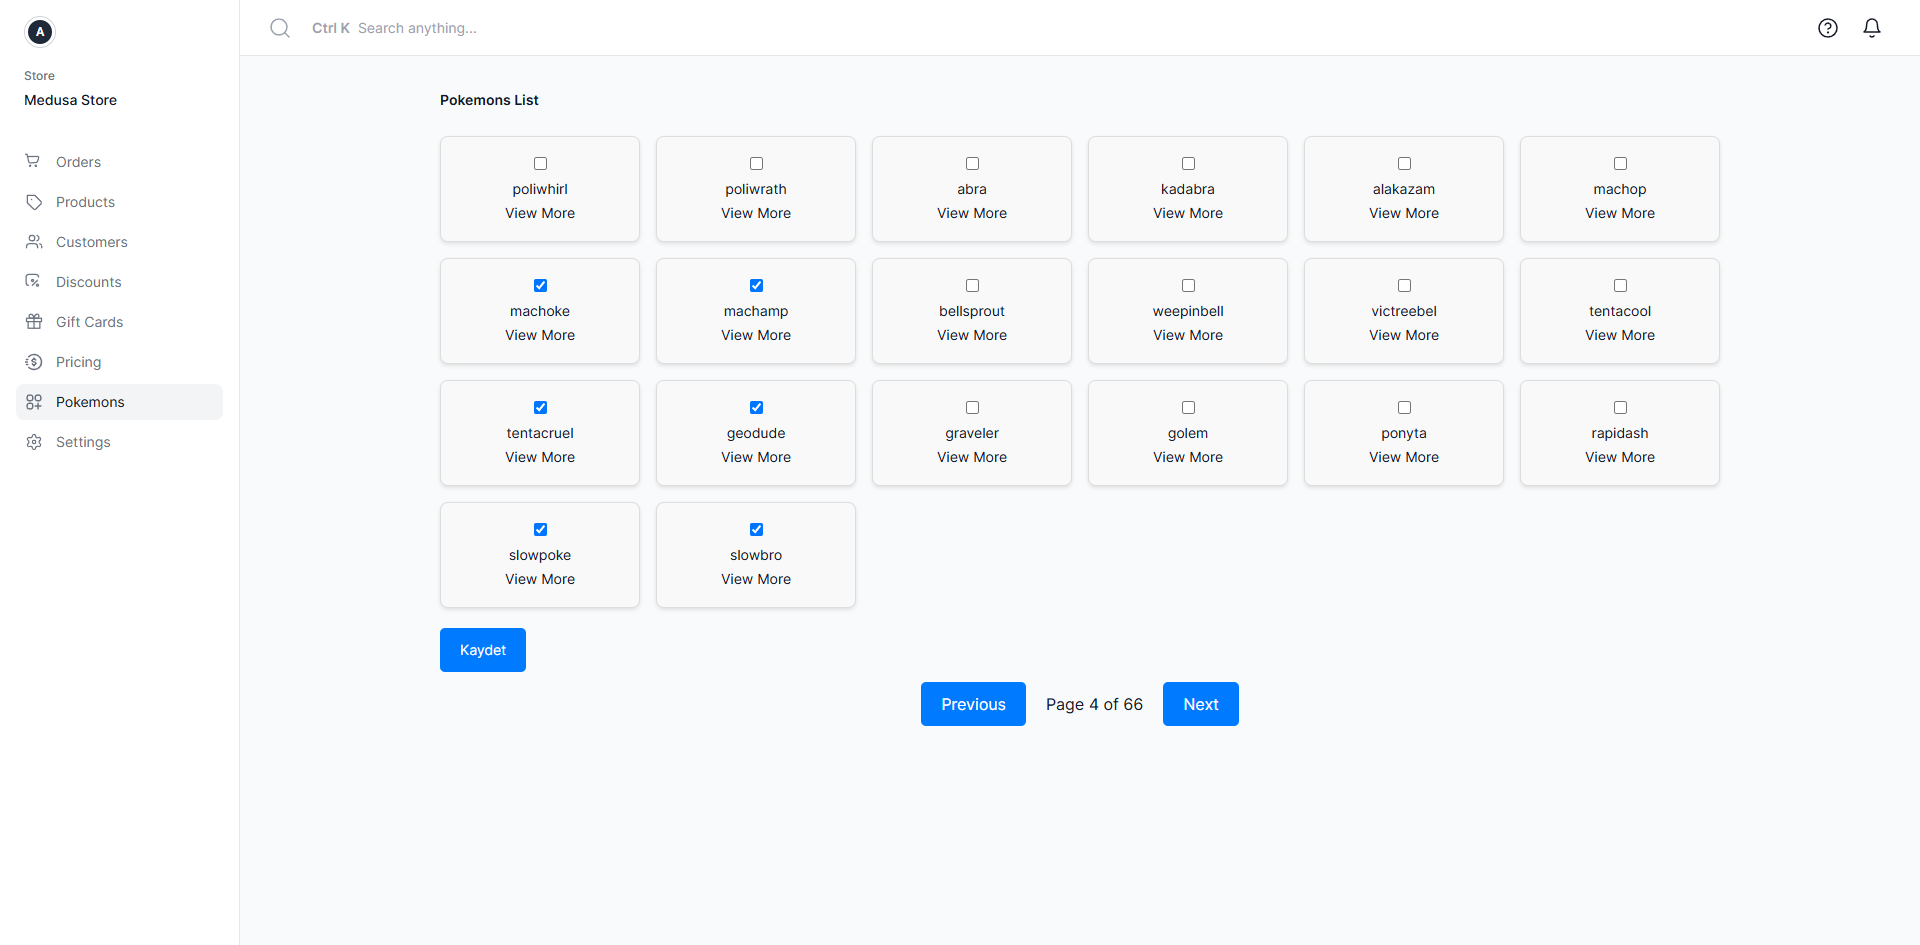 A
Store
Medusa Store
Orders
Products
Customers
Discounts
Gift Cards
Pricing
Pokemons
Settings
Ctrl K Search anything...
Pokemons List
poliwhirl
View More
poliwrath
View More
abra
View More
kadabra
View More
alakazam
View More
machop
View More
machoke
View More
machamp
View More
bellsprout
View More
weepinbell
View More
victreebel
View More
tentacool
View More
tentacruel
View More
geodude
View More
graveler
View More
golem
View More
ponyta
View More
rapidash
View More
slowpoke
View More
slowbro
View More
Kaydet
Previous Page 4 of 66 Next